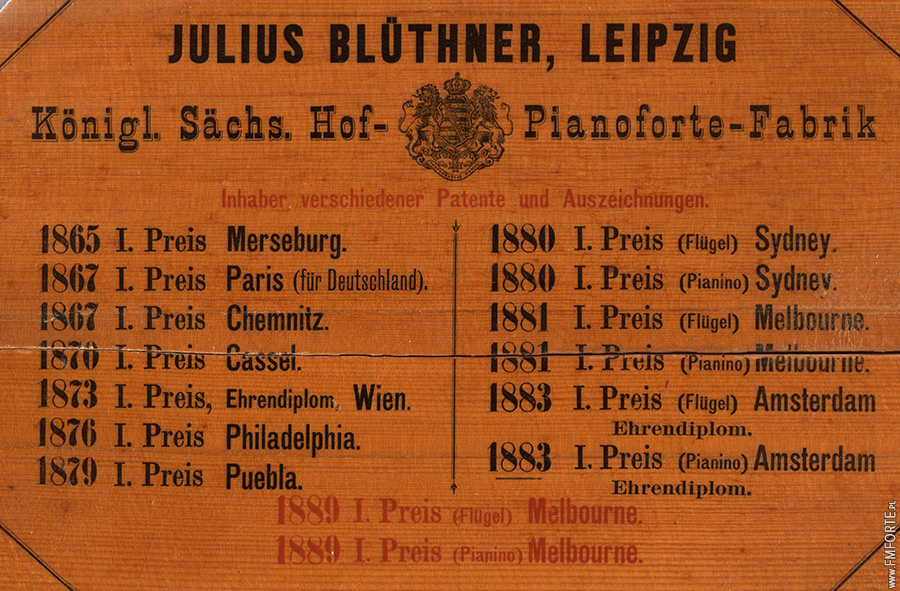 JULIUS BLÜTHNER, LEIPZIG
Königl. Sächs. Hof- Pianoforte-Fabrik
Inhaber verschiedener Patente und Auszeichnungen.
1865 I. Preis Merseburg.
1867 I. Preis Paris (für Deutschland).
1867 I. Preis Chemnitz.
1870 I. Preis Cassel.
1873 I. Preis, Ehrendiplom, Wien.
1876 I. Preis Philadelphia.
1879 I. Preis Puebla.
1880 I. Preis (Flügel) Sydney.
1880 I. Preis (Pianino) Sydney.
1881 I. Preis (Flügel) Melbourne.
1881 I. Preis (Pianino) Melbourne.
1883 I. Preis (Flügel) Amsterdam
Ehrendiplom.
1883 I. Preis (Pianino) Amsterdam
Ehrendiplom.
1889 I. Preis (Flügel) Melbourne.
1889 I. Preis (Pianino) Melbourne.
www.FMFORTE.PL